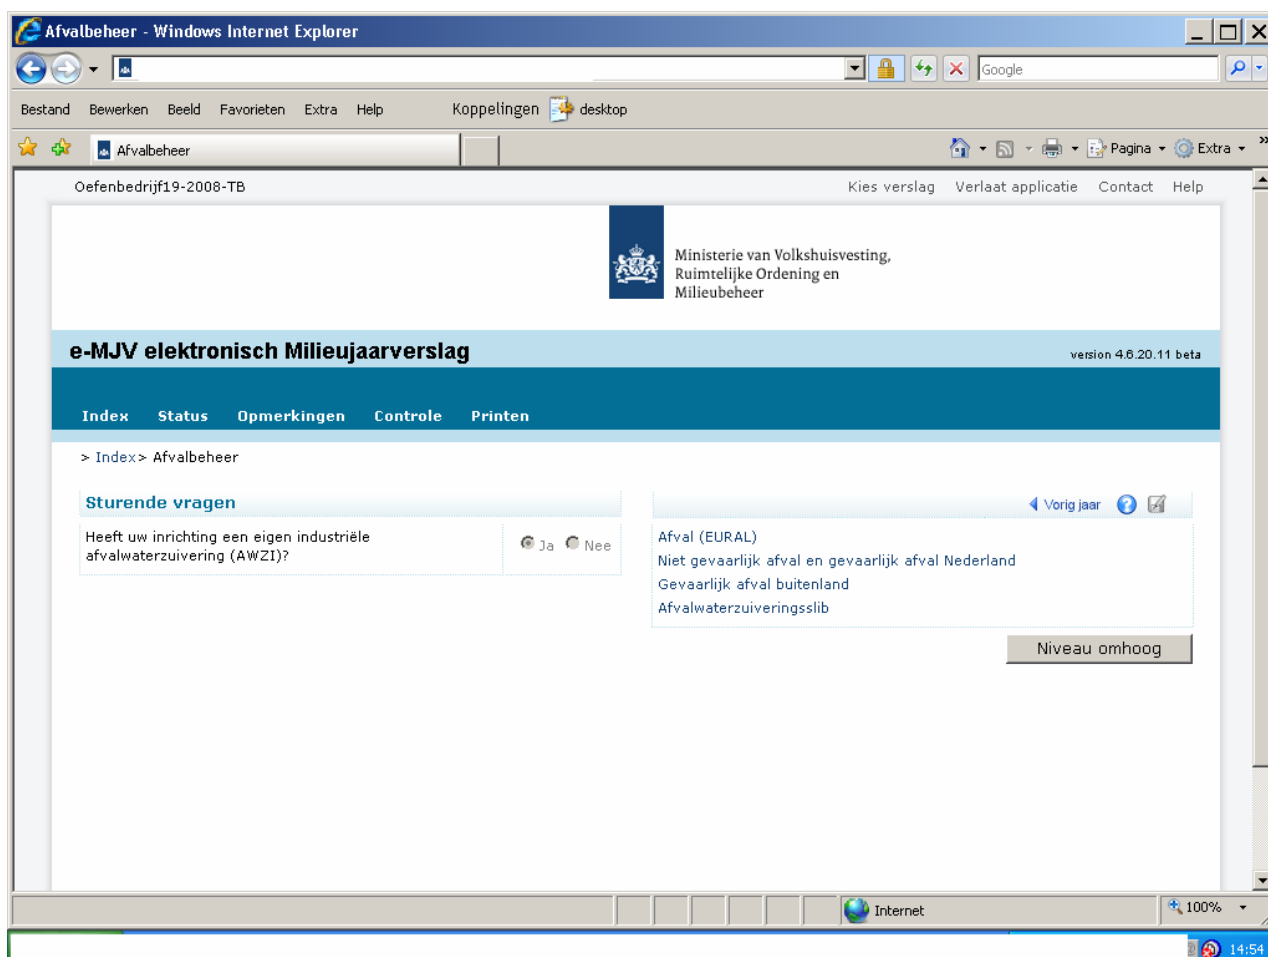 Afvalbeheer - Windows Internet Explorer
Google
Bestand Bewerken Beeld Favorieten Extra Help Koppelingen desktop
Afvalbeheer Pagina Extra
Oefenbedrijf19-2008-TB Kies verslag Verlaat applicatie Contact Help
Ministerie van Volkshuisvesting,
Ruimtelijke Ordening en
Milieubeheer
e-MJV elektronisch Milieujaarverslag version 4.6.20.11 beta
Index Status Opmerkingen Controle Printen
> Index> Afvalbeheer
Sturende vragen
Heeft uw inrichting een eigen industriële
afvalwaterzuivering (AWZI)?
Ja Nee
Vorig jaar
Afval (EURAL)
Niet gevaarlijk afval en gevaarlijk afval Nederland
Gevaarlijk afval buitenland
Afvalwaterzuiveringsslib
Niveau omhoog
Internet 100%
14:54